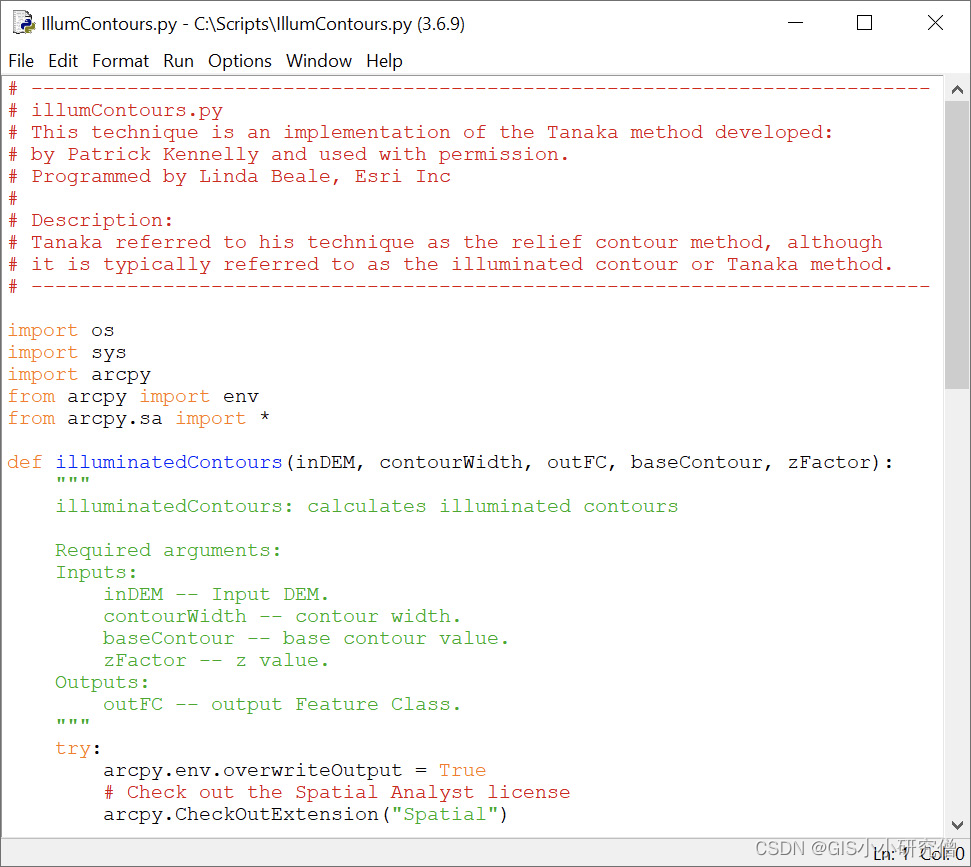 IllumContours.py - C:\Scripts\IllumContours.py (3.6.9)
File Edit Format Run Options Window Help
# ---------------------------------------------------------------------------
# illumContours.py
# This technique is an implementation of the Tanaka method developed:
# by Patrick Kennelly and used with permission.
# Programmed by Linda Beale, Esri Inc
#
# Description:
# Tanaka referred to his technique as the relief contour method, although
# it is typically referred to as the illuminated contour or Tanaka method.
# ---------------------------------------------------------------------------
import os
import sys
import arcpy
from arcpy import env
from arcpy.sa import *
def illuminatedContours(inDEM, contourWidth, outFC, baseContour, zFactor):
    """
    illuminatedContours: calculates illuminated contours
    Required arguments:
    Inputs:
        inDEM -- Input DEM.
        contourWidth -- contour width.
        baseContour -- base contour value.
        zFactor -- z value.
    Outputs:
        outFC -- output Feature Class.
    """
    try:
        arcpy.env.overwriteOutput = True
        # Check out the Spatial Analyst license
        arcpy.CheckOutExtension("Spatial")
CSDN @GIS小小研究僧
Ln: 1 Col: 0